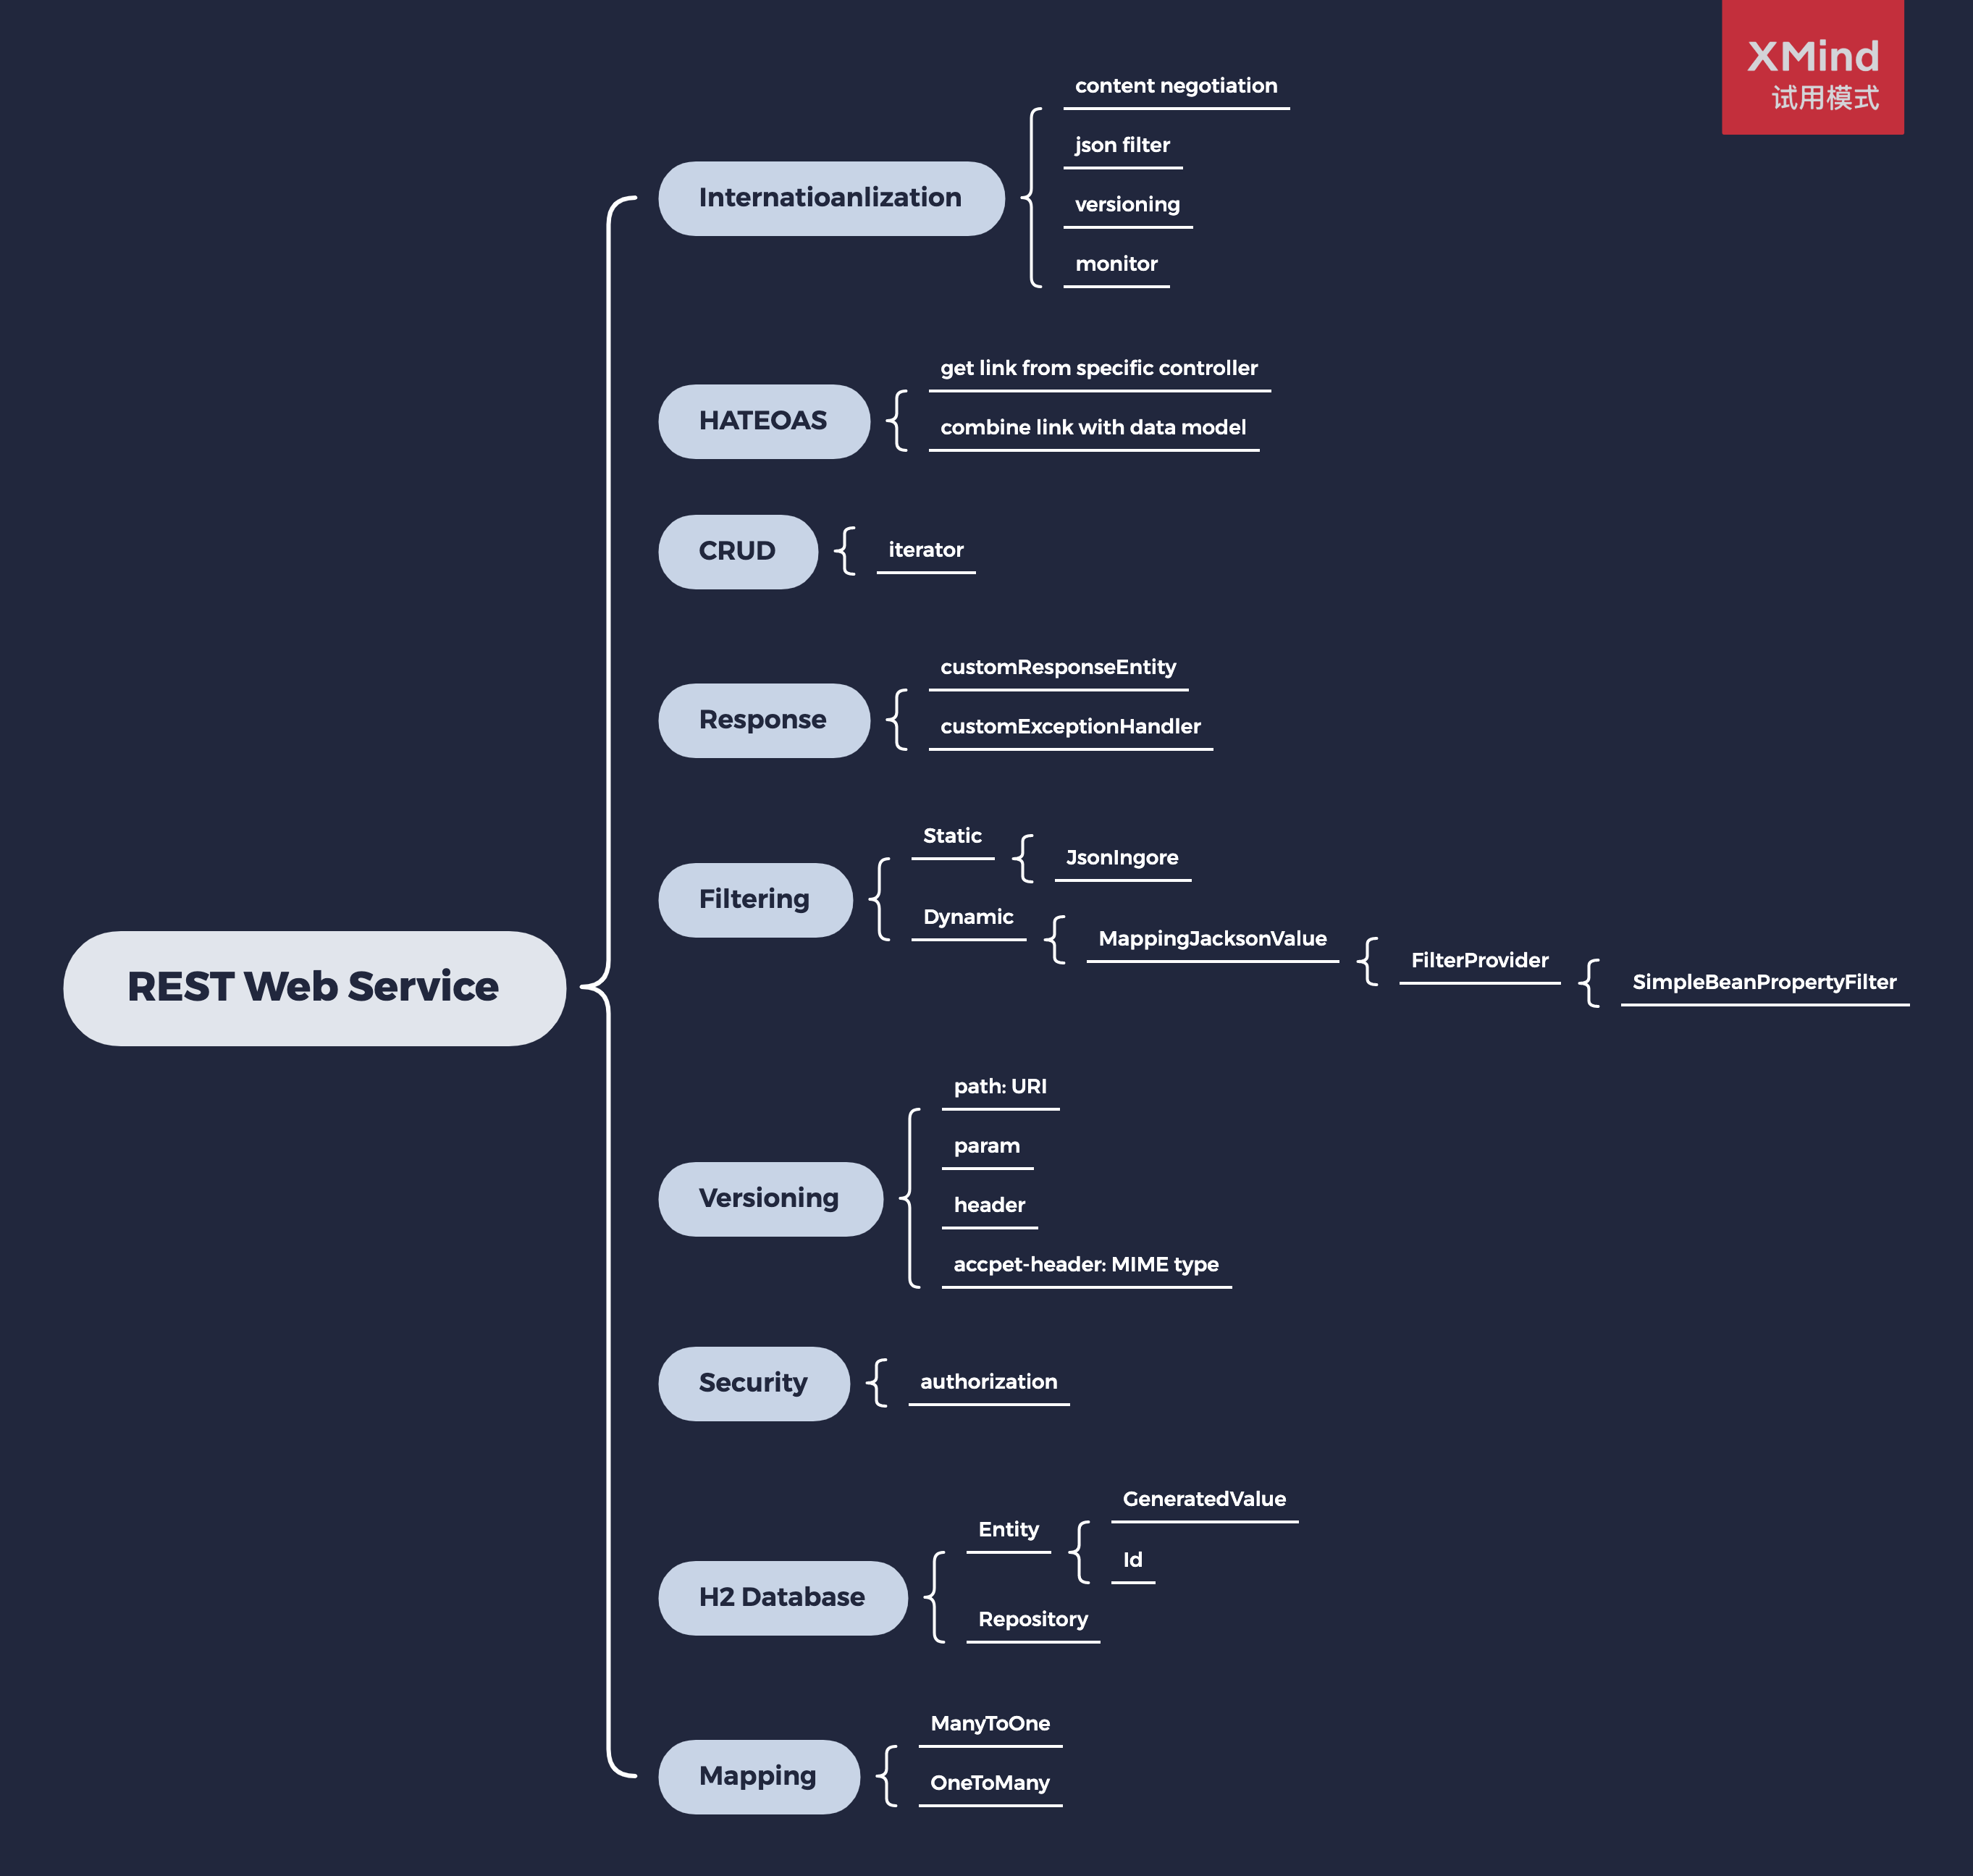 XMind
试用模式
REST Web Service
Internatioanlization
content negotiation
json filter
versioning
monitor
HATEOAS
get link from specific controller
combine link with data model
CRUD
iterator
Response
customResponseEntity
customExceptionHandler
Filtering
Static
JsonIngore
Dynamic
MappingJacksonValue
FilterProvider
SimpleBeanPropertyFilter
Versioning
path: URI
param
header
accpet-header: MIME type
Security
authorization
H2 Database
Entity
GeneratedValue
Id
Repository
Mapping
ManyToOne
OneToMany